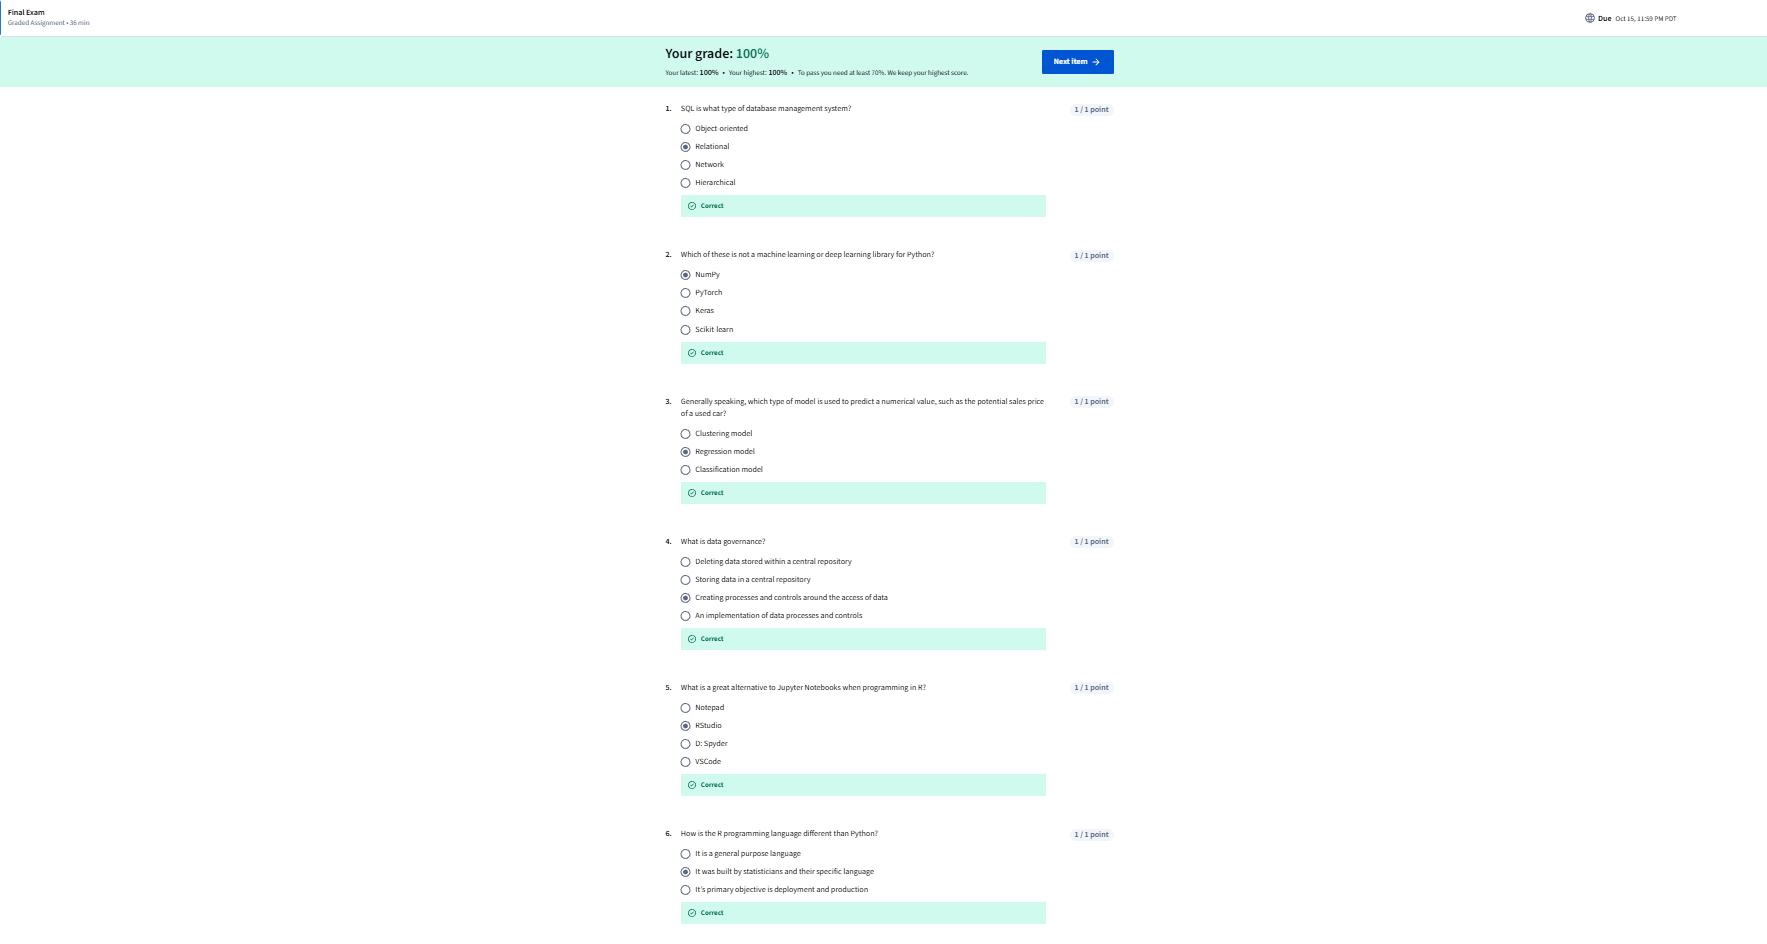 Final Exam
Graded Assignment • 36 min
Due Oct 15, 11:59 PM PDT
Your grade: 100%
Your latest: 100% • Your highest: 100% • To pass you need at least 70%. We keep your highest score.
Next item →
1. SQL is what type of database management system?
1 / 1 point
Object-oriented
Relational
Network
Hierarchical
Correct
2. Which of these is not a machine learning or deep learning library for Python?
1 / 1 point
NumPy
PyTorch
Keras
Scikit-learn
Correct
3. Generally speaking, which type of model is used to predict a numerical value, such as the potential sales price
of a used car?
1 / 1 point
Clustering model
Regression model
Classification model
Correct
4. What is data governance?
1 / 1 point
Deleting data stored within a central repository
Storing data in a central repository
Creating processes and controls around the access of data
An implementation of data processes and controls
Correct
5. What is a great alternative to Jupyter Notebooks when programming in R?
1 / 1 point
Notepad
RStudio
D: Spyder
VSCode
Correct
6. How is the R programming language different than Python?
1 / 1 point
It is a general purpose language
It was built by statisticians and their specific language
It's primary objective is deployment and production
Correct